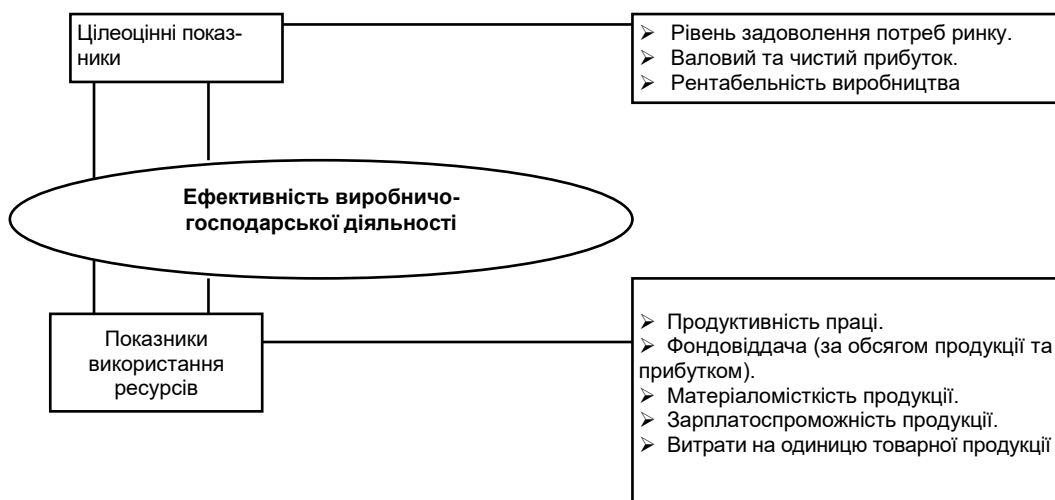 Цілеоцінні показ-
ники
➢ Рівень задоволення потреб ринку.
➢ Валовий та чистий прибуток.
➢ Рентабельність виробництва
Ефективність виробничо-
господарської діяльності
Показники
використання
ресурсів
➢ Продуктивність праці.
➢ Фондовіддача (за обсягом продукції та
прибутком).
➢ Матеріаломісткість продукції.
➢ Зарплатоспроможність продукції.
➢ Витрати на одиницю товарної продукції